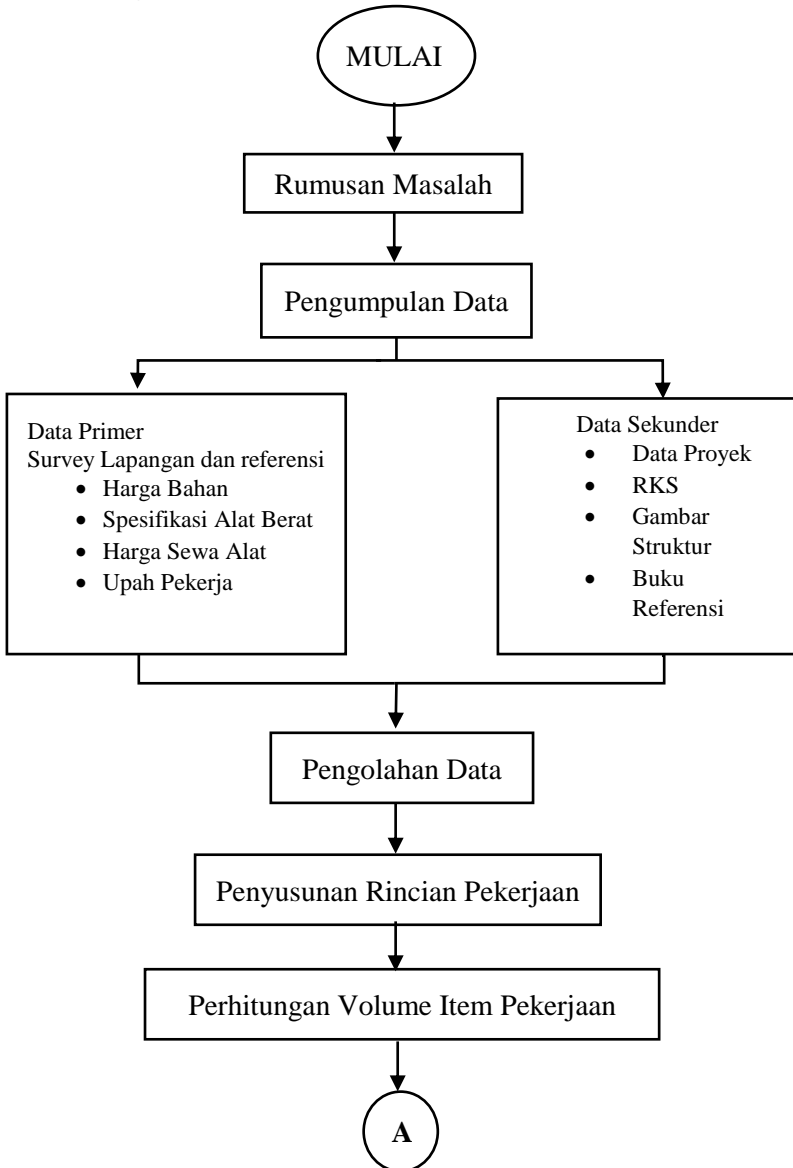 MULAI
Rumusan Masalah
Pengumpulan Data
Data Primer
Survey Lapangan dan referensi
• Harga Bahan
• Spesifikasi Alat Berat
• Harga Sewa Alat
• Upah Pekerja
Data Sekunder
• Data Proyek
• RKS
• Gambar
Struktur
• Buku
Referensi
Pengolahan Data
Penyusunan Rincian Pekerjaan
Perhitungan Volume Item Pekerjaan
A